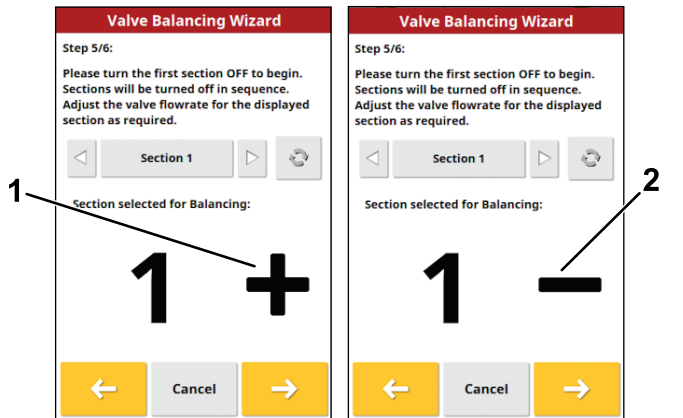 Valve Balancing Wizard
Step 5/6:
Please turn the first section OFF to begin.
Sections will be turned off in sequence.
Adjust the valve flowrate for the displayed
section as required.
Section 1
Section selected for Balancing:
1 +
Cancel
1
Valve Balancing Wizard
Step 5/6:
Please turn the first section OFF to begin.
Sections will be turned off in sequence.
Adjust the valve flowrate for the displayed
section as required.
Section 1
Section selected for Balancing:
1 −
Cancel
2